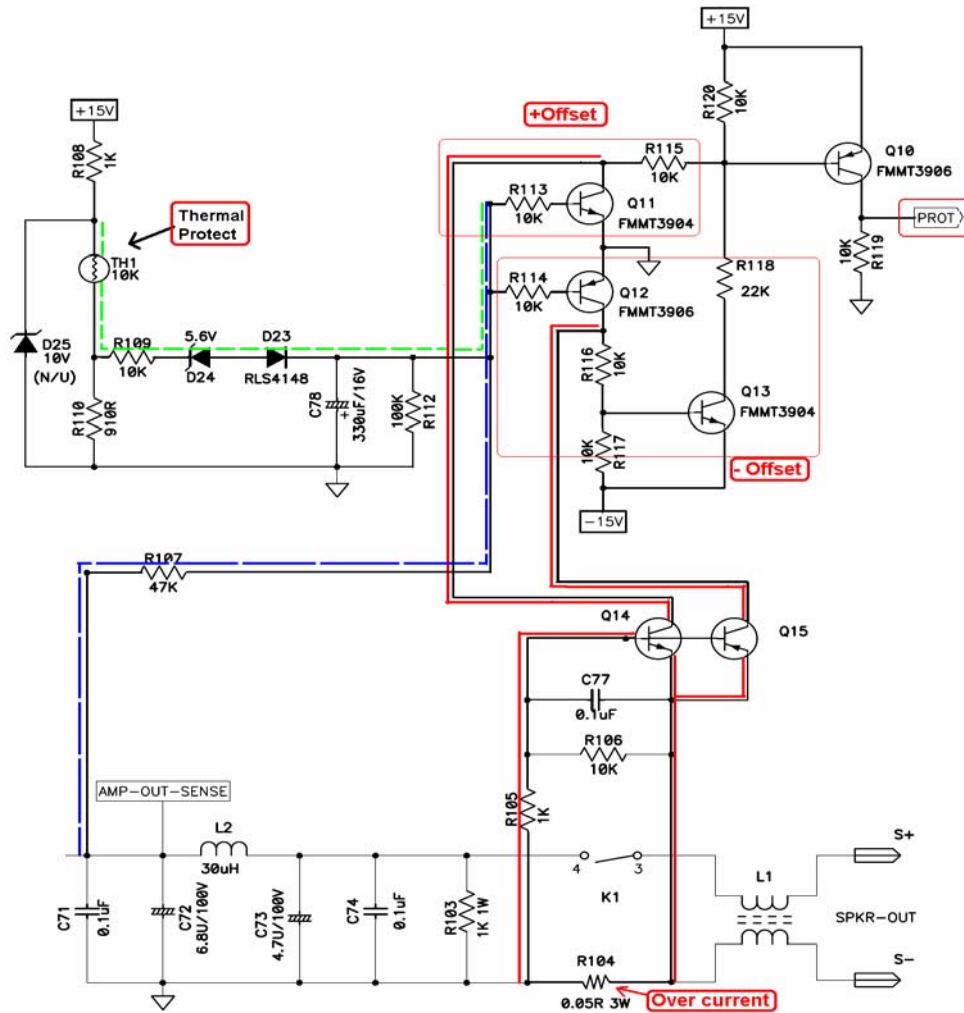 +15V
+Offset
+15V
R108
1K
R120
10K
R115
10K
Q10
FMMT3906
R113
10K
Q11
FMMT3904
PROT
Thermal
Protect
TH1
10K
R119
10K
R114
10K
Q12
FMMT3906
R118
22K
D25
10V
(N/U)
R109
10K
5.6V
D24
D23
RLS4148
R116
10K
Q13
FMMT3904
R110
910R
C78
+
330uF/16V
100K
R112
10K
R117
- Offset
-15V
R107
47K
Q14
Q15
C77
0.1uF
R106
10K
AMP-OUT-SENSE
R105
1K
L2
30uH
S+
4
3
K1
L1
C71
0.1uF
C72
6.8U/100V
C73
4.7U/100V
C74
0.1uF
R103
1K 1W
SPKR-OUT
R104
0.05R 3W
Over current
S-